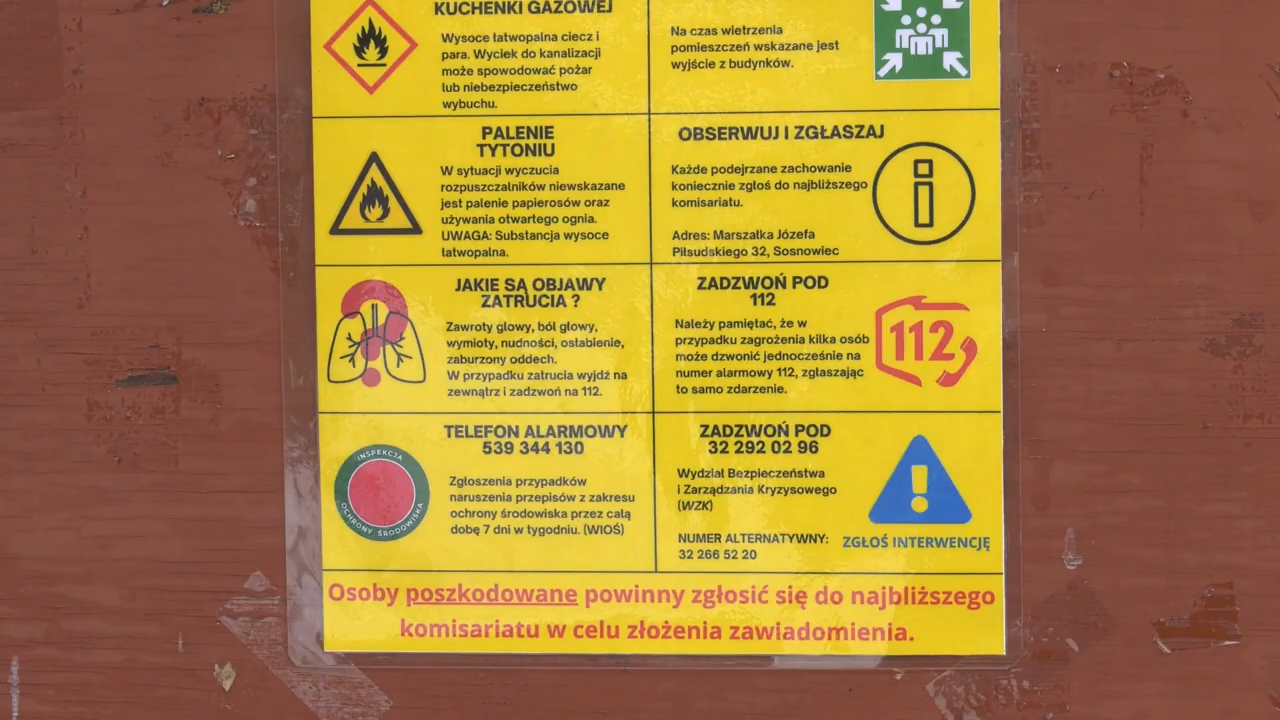 KUCHENKI GAZOWEJ
Wysoce łatwopalna ciecz i
para. Wyciek do kanalizacji
może spowodować pożar
lub niebezpieczeństwo
wybuchu.
Na czas wietrzenia
pomieszczeń wskazane jest
wyjście z budynków.
PALENIE
TYTONIU
W sytuacji wyczucia
rozpuszczalników niewskazane
jest palenie papierosów oraz
używania otwartego ognia.
UWAGA: Substancja wysoce
łatwopalna.
OBSERWUJ I ZGŁASZAJ
Każde podejrzane zachowanie
koniecznie zgłoś do najbliższego
komisariatu.
Adres: Marszałka Józefa
Piłsudskiego 32, Sosnowiec
JAKIE SĄ OBJAWY
ZATRUCIA ?
Zawroty głowy, ból głowy,
wymioty, nudności, osłabienie,
zaburzony oddech.
W przypadku zatrucia wyjdź na
zewnątrz i zadzwoń na 112.
ZADZWOŃ POD
112
Należy pamiętać, że w
przypadku zagrożenia kilka osób
może dzwonić jednocześnie na
numer alarmowy 112, zgłaszając
to samo zdarzenie.
112
TELEFON ALARMOWY
539 344 130
Zgłoszenia przypadków
naruszenia przepisów z zakresu
ochrony środowiska przez całą
dobę 7 dni w tygodniu. (WIOŚ)
INSPEKCJA
OCHRONY ŚRODOWISKA
ZADZWOŃ POD
32 292 02 96
Wydział Bezpieczeństwa
i Zarządzania Kryzysowego
(WZK)
NUMER ALTERNATYWNY:
32 266 52 20
ZGŁOŚ INTERWENCJĘ
Osoby poszkodowane powinny zgłosić się do najbliższego
komisariatu w celu złożenia zawiadomienia.